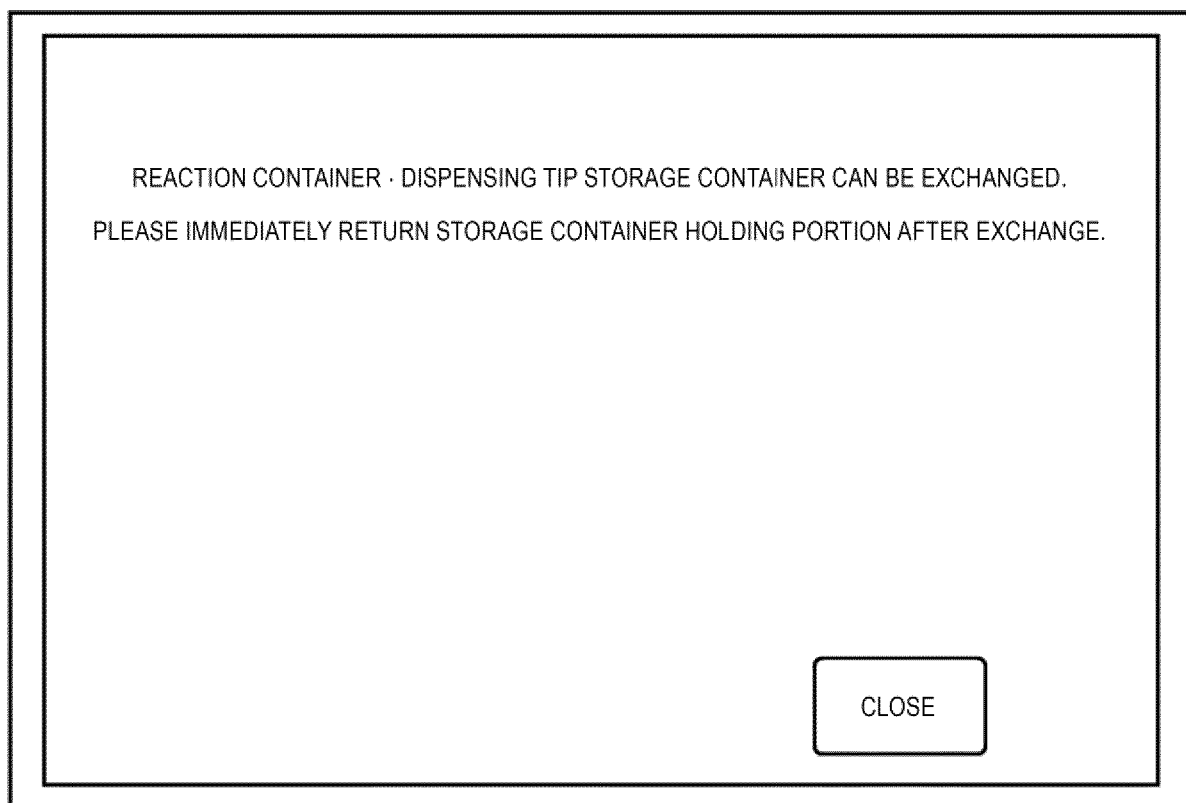 REACTION CONTAINER · DISPENSING TIP STORAGE CONTAINER CAN BE EXCHANGED.
PLEASE IMMEDIATELY RETURN STORAGE CONTAINER HOLDING PORTION AFTER EXCHANGE.
CLOSE